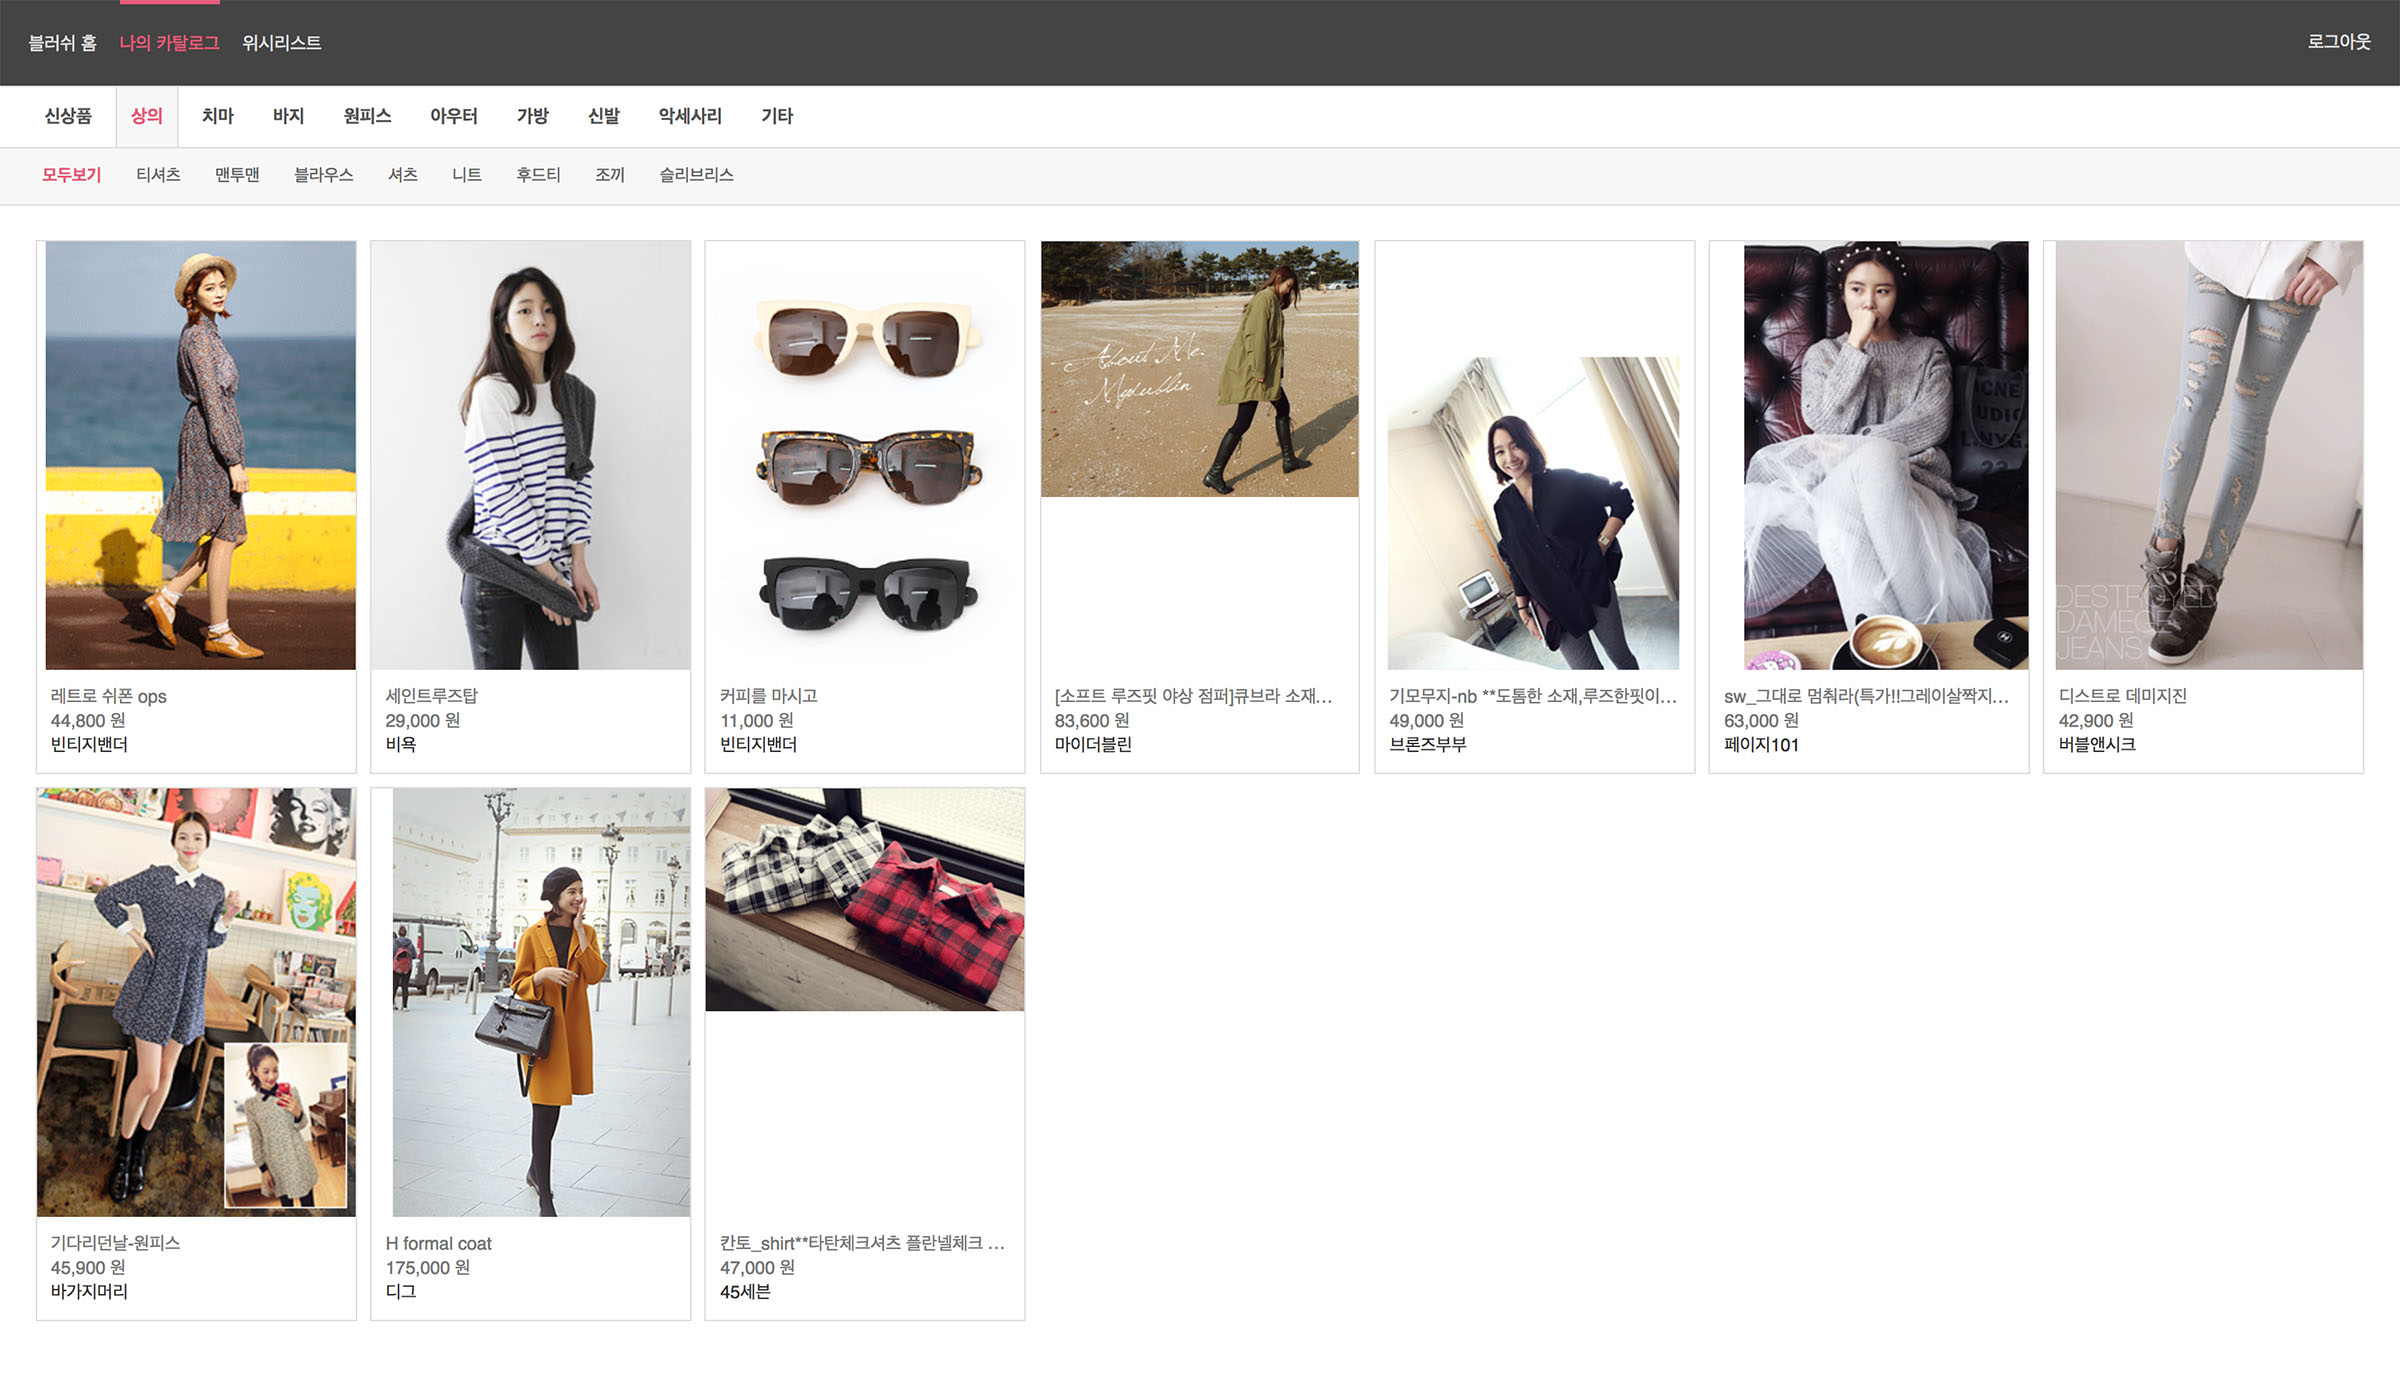 블러쉬 홈 나의 카탈로그 위시리스트 로그아웃
신상품 상의 치마 바지 원피스 아우터 가방 신발 악세사리 기타
모두보기 티셔츠 맨투맨 블라우스 셔츠 니트 후드티 조끼 슬리브리스
About Me.
Mydublin
CNE
UDIO
L.NYG
22
DESTROYED
DAMEGE
JEANS
레트로 쉬폰 ops
44,800 원
빈티지밴더
세인트루즈탑
29,000 원
비욕
커피를 마시고
11,000 원
빈티지밴더
[소프트 루즈핏 야상 점퍼]큐브라 소재...
83,600 원
마이더블린
기모무지-nb **도톰한 소재,루즈한핏이...
49,000 원
브론즈부부
sw_그대로 멈춰라(특가!!그레이살짝지...
63,000 원
페이지101
디스트로 데미지진
42,900 원
버블앤시크
기다리던날-원피스
45,900 원
바가지머리
H formal coat
175,000 원
디그
칸토_shirt**타탄체크셔츠 플란넬체크 ...
47,000 원
45세븐